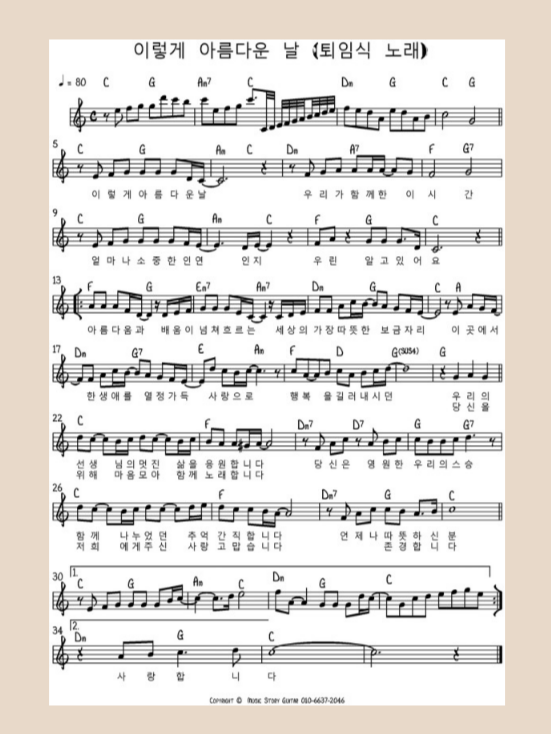 이렇게 아름다운 날 (퇴임식 노래)
♩ = 80 C G Am7 C Dm G C G
5 C G Am C Dm A7 F G7
이 렇 게 아 름 다 운 날 우 리 가 함 께 한 이 시 간
9 C G Am C F G C
얼 마 나 소 중 한 인 연 인 지 우 린 알 고 있 어 요
13 F G Em7 Am7 Dm G C A
아 름 다 움 과 배 움 이 넘 쳐 흐 르 는 세 상 의 가 장 따 뜻 한 보 금 자 리 이 곳 에 서
17 Dm G7 E Am F D G(SUS4) G
한 생 애 를 열 정 가 득 사 랑 으 로 행 복 을 길 러 내 시 던 우 리 의
당 신 을
22 C F Dm7 D7 G G7
선 생 님 의 멋 진 삶 을 응 원 합 니 다 당 신 은 영 원 한 우 리 의 스 승
위 해 마 음 모 아 함 께 노 래 합 니 다
26 C F Dm7 G C
함 께 나 누 었 던 추 억 간 직 합 니 다 언 제 나 따 뜻 하 신 분
저 희 에 게 주 신 사 랑 고 맙 습 니 다 존 경 합 니 다
30 1. C G Am C Dm G C
34 2. Dm G C
사 랑 합 니 다
Copyright © Music Story Guitar 010-6637-2046